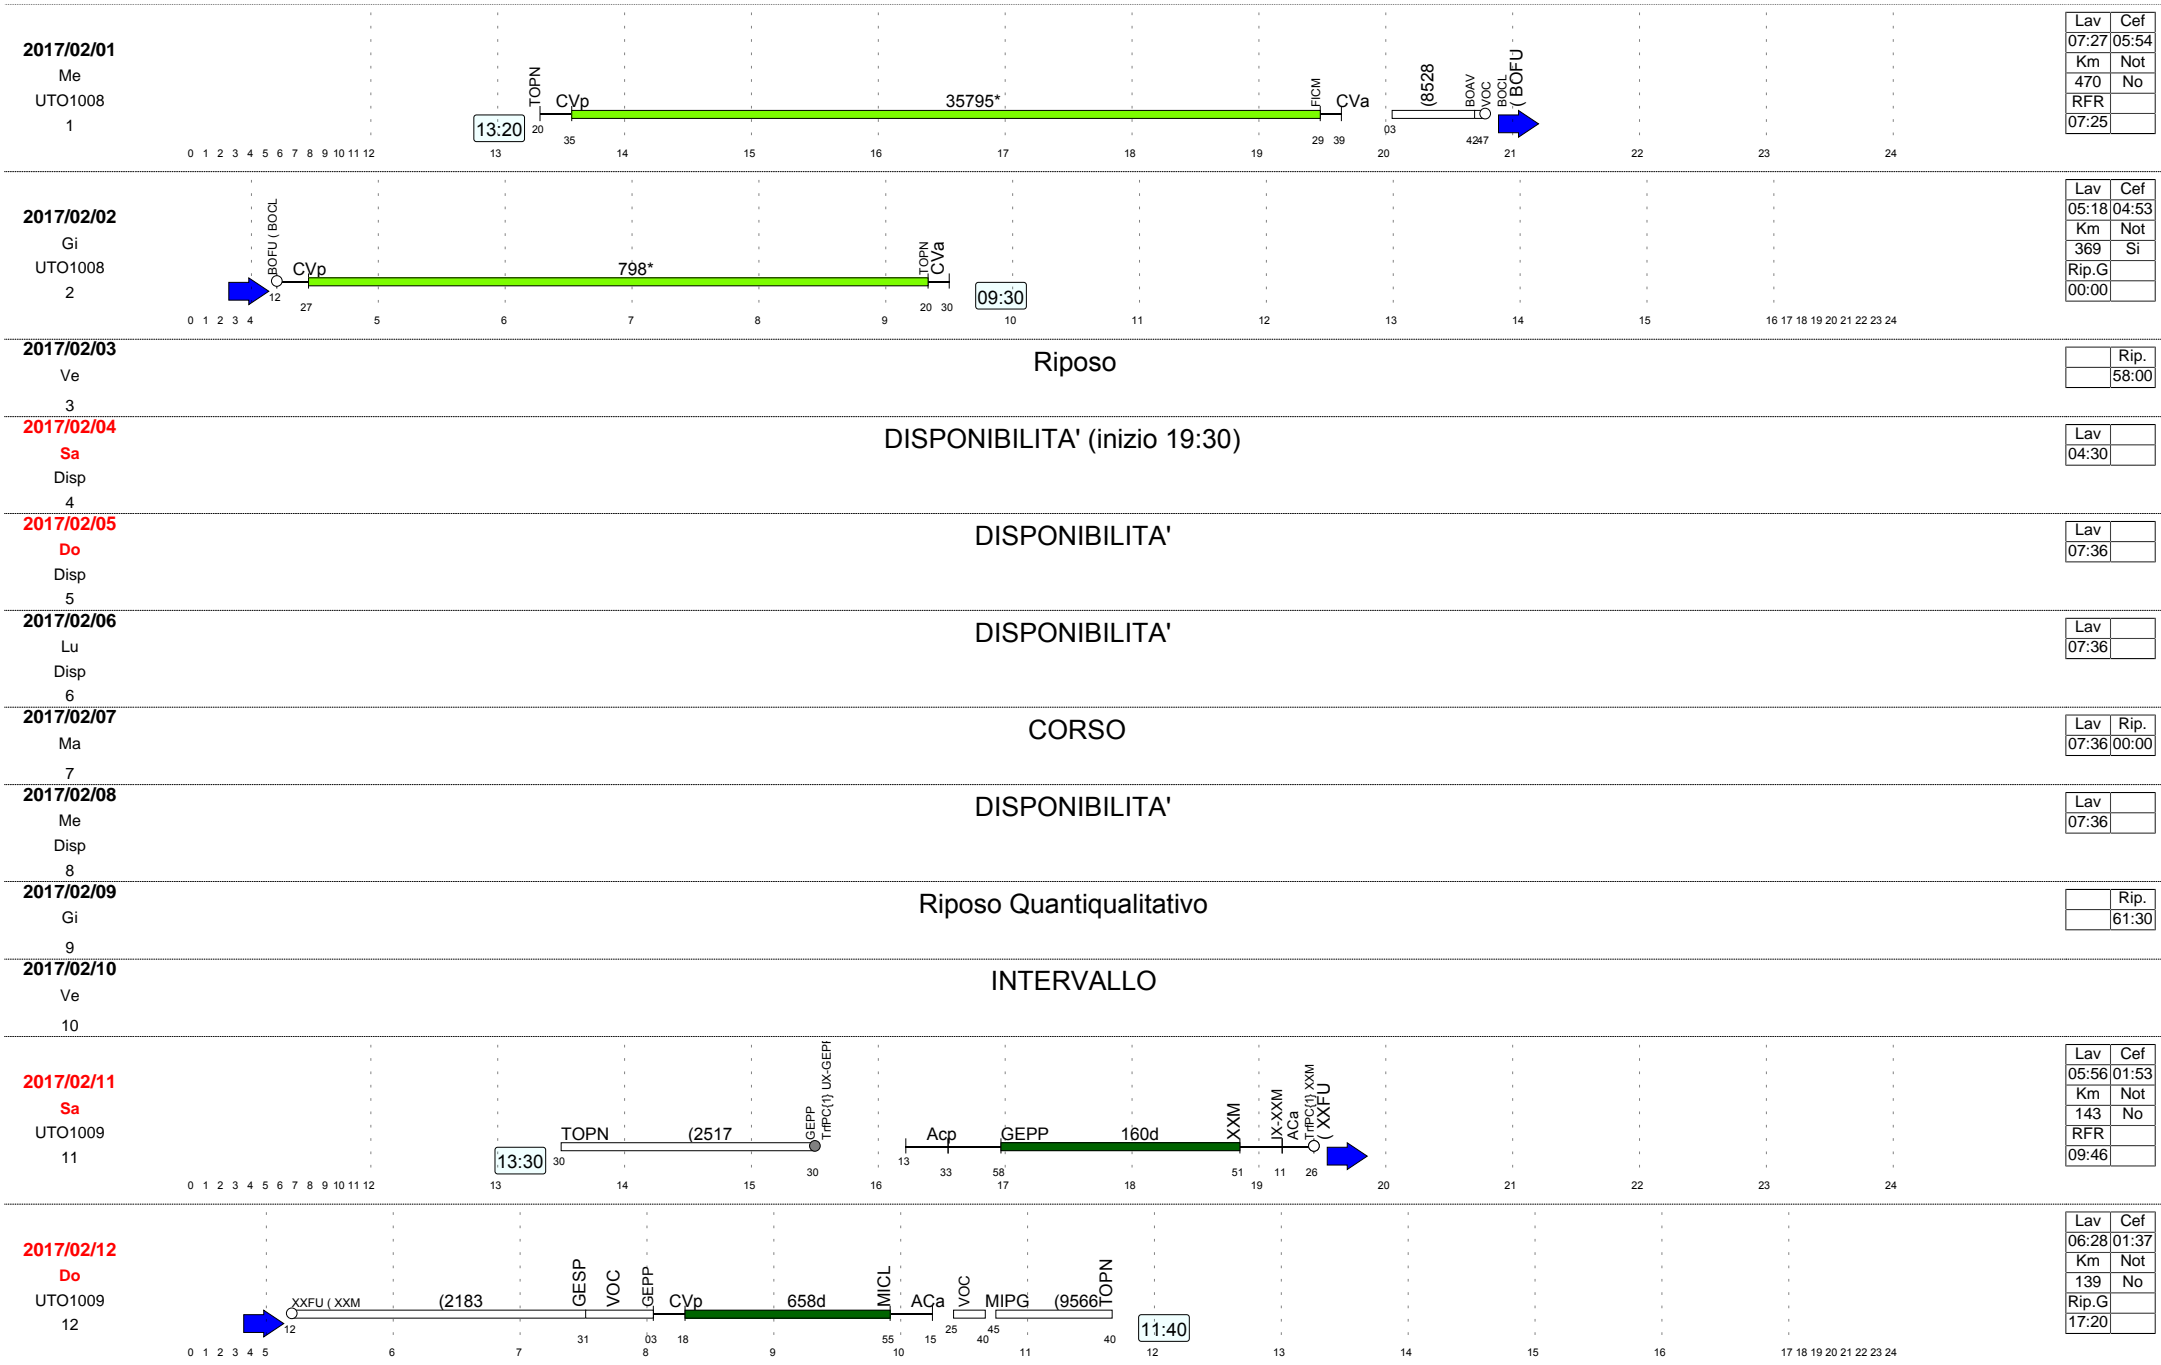 2017/02/01
Me
UTO1008
1
13:20
TOPN
20
CVp
35
35795*
FICM
29
CVa
39
(8528
03
BOAV
42
VOC
47
BOCL
( BOFU
0 1 2 3 4 5 6 7 8 9 10 11 12 13 14 15 16 17 18 19 20 21 22 23 24
Lav Cef
07:27 05:54
Km Not
470 No
RFR
07:25
2017/02/02
Gi
UTO1008
2
BOFU ( BOCL
12
CVp
27
798*
TOPN
20
CVa
30
09:30
0 1 2 3 4 5 6 7 8 9 10 11 12 13 14 15 16 17 18 19 20 21 22 23 24
Lav Cef
05:18 04:53
Km Not
369 Si
Rip.G
00:00
2017/02/03
Ve
3
Riposo
Rip.
58:00
2017/02/04
Sa
Disp
4
DISPONIBILITA' (inizio 19:30)
Lav
04:30
2017/02/05
Do
Disp
5
DISPONIBILITA'
Lav
07:36
2017/02/06
Lu
Disp
6
DISPONIBILITA'
Lav
07:36
2017/02/07
Ma
7
CORSO
Lav Rip.
07:36 00:00
2017/02/08
Me
Disp
8
DISPONIBILITA'
Lav
07:36
2017/02/09
Gi
9
Riposo Quantiqualitativo
Rip.
61:30
2017/02/10
Ve
10
INTERVALLO
2017/02/11
Sa
UTO1009
11
13:30
TOPN
30
(2517
GEPP
30
TrfPC{1} UX-GEPP
13
Acp
33
GEPP
58
160d
XXM
51
IX-XXM
11
ACa
TrfPC{1} XXM
26
( XXFU
0 1 2 3 4 5 6 7 8 9 10 11 12 13 14 15 16 17 18 19 20 21 22 23 24
Lav Cef
05:56 01:53
Km Not
143 No
RFR
09:46
2017/02/12
Do
UTO1009
12
XXFU ( XXM
12
(2183
GESP
31
VOC
GEPP
03
CVp
18
658d
MICL
55
ACa
15
VOC
25
40
MIPG
45
(9566
TOPN
40
11:40
0 1 2 3 4 5 6 7 8 9 10 11 12 13 14 15 16 17 18 19 20 21 22 23 24
Lav Cef
06:28 01:37
Km Not
139 No
Rip.G
17:20